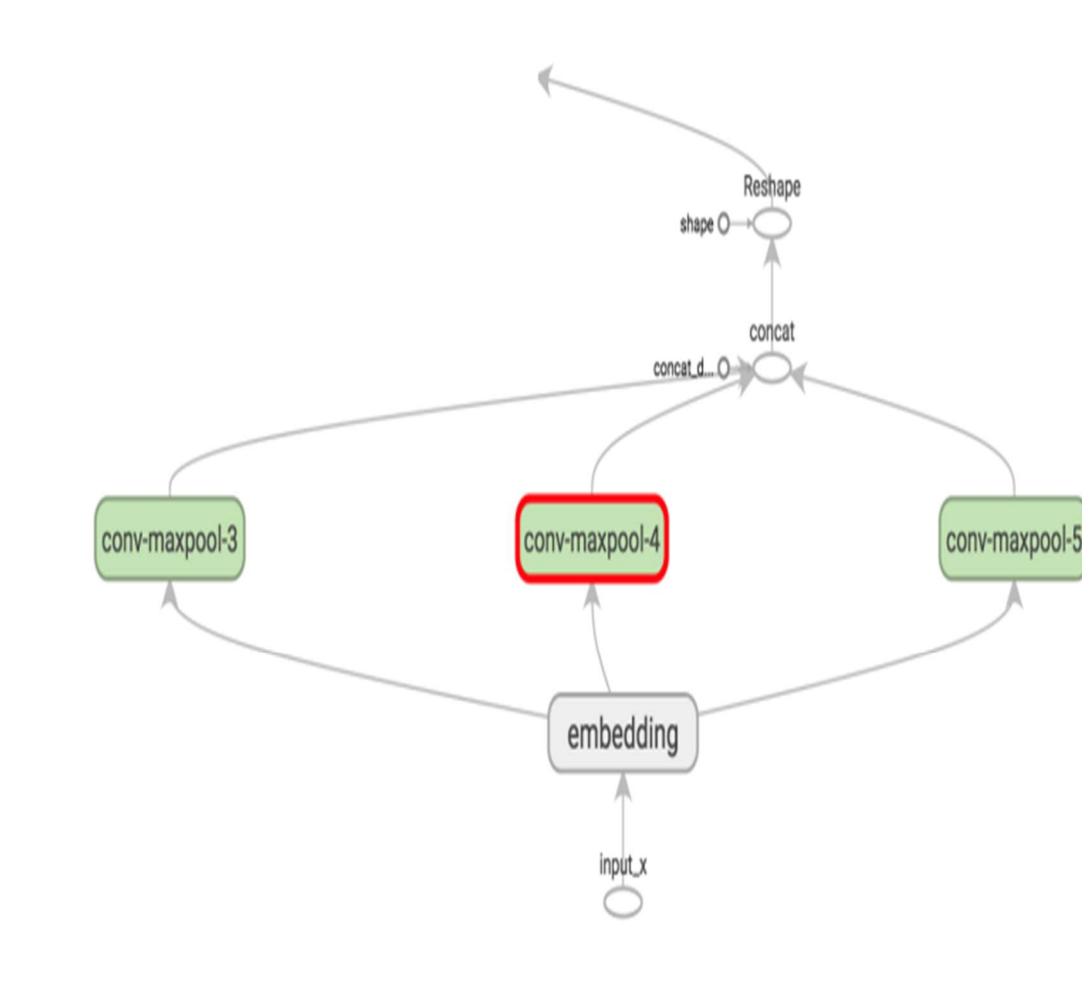 Reshape
shape
concat
concat_d...
conv-maxpool-3
conv-maxpool-4
conv-maxpool-5
embedding
input_x